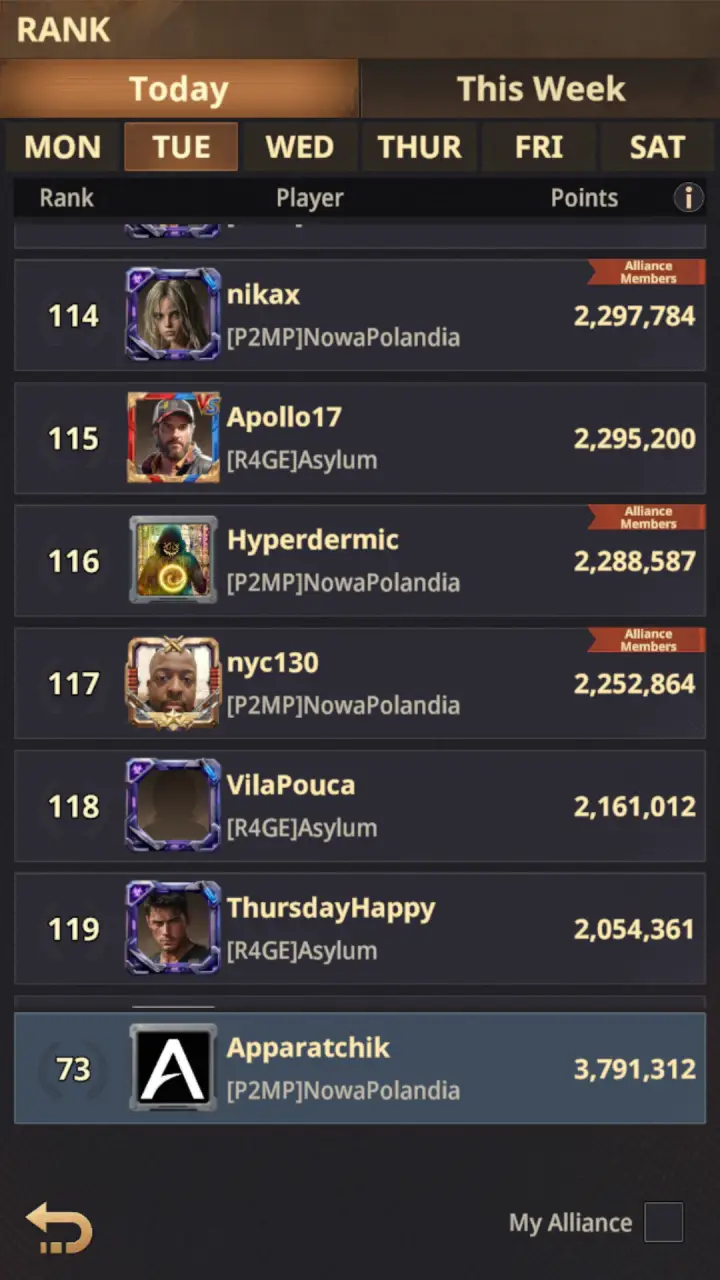 RANK
Today
This Week
MON
TUE
WED
THUR
FRI
SAT
Rank
Player
Points
114
nikax
[P2MP]NowaPolandia
Alliance
Members
2,297,784
115
VS
Apollo17
[R4GE]Asylum
2,295,200
116
Hyperdermic
[P2MP]NowaPolandia
Alliance
Members
2,288,587
117
nyc130
[P2MP]NowaPolandia
Alliance
Members
2,252,864
118
VilaPouca
[R4GE]Asylum
2,161,012
119
ThursdayHappy
[R4GE]Asylum
2,054,361
73
Apparatchik
[P2MP]NowaPolandia
3,791,312
My Alliance